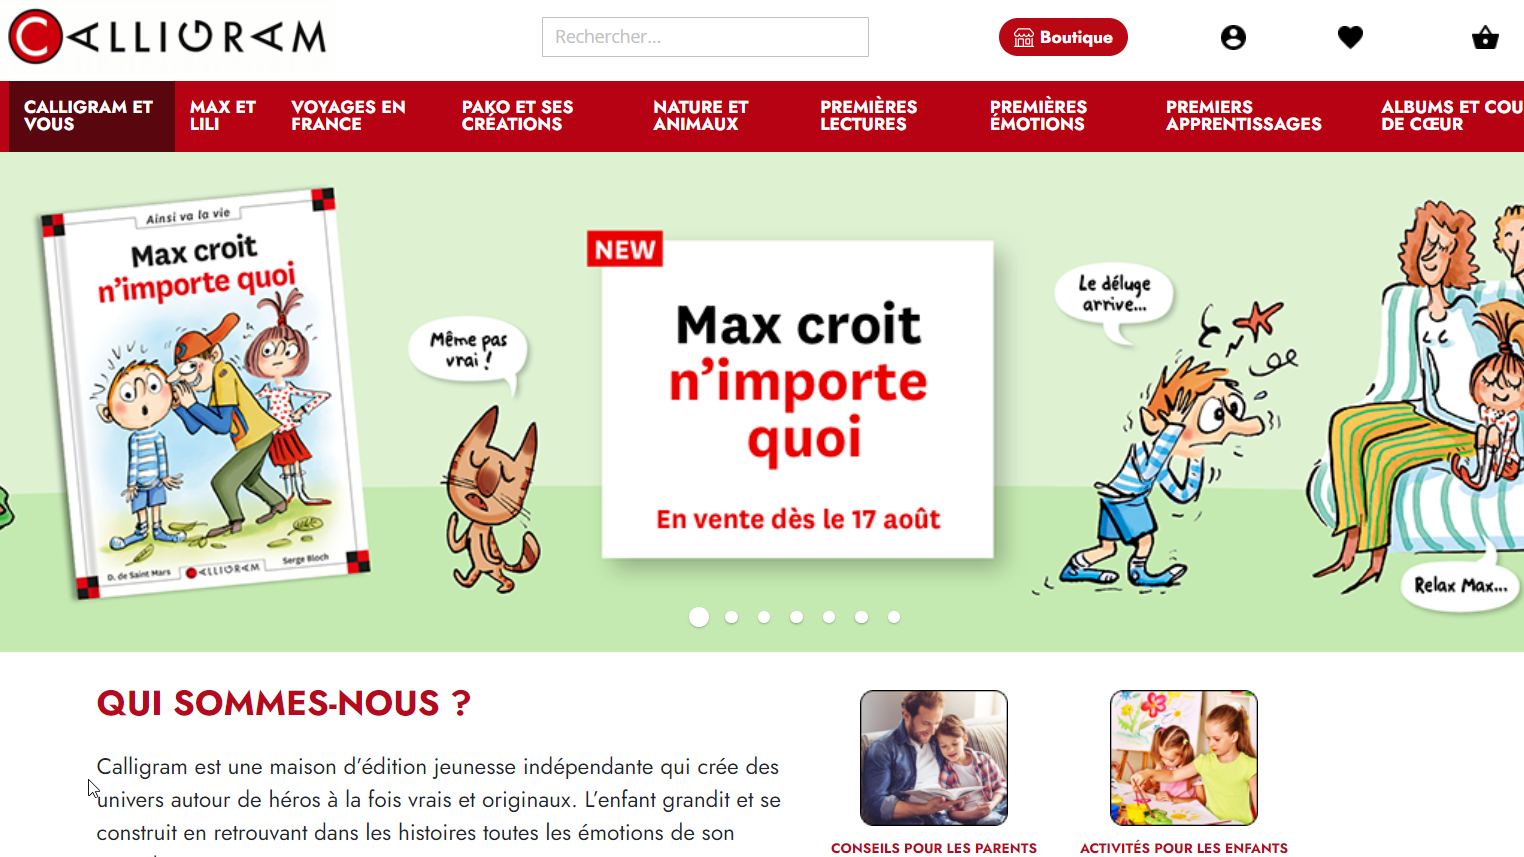 CALLIGRAM
Rechercher...
Boutique
CALLIGRAM ET
VOUS
MAX ET
LILI
VOYAGES EN
FRANCE
PAKO ET SES
CRÉATIONS
NATURE ET
ANIMAUX
PREMIÈRES
LECTURES
PREMIÈRES
ÉMOTIONS
PREMIERS
APPRENTISSAGES
ALBUMS ET COU
DE CŒUR
Ainsi va la vie
Max croit
n'importe quoi
D. de Saint Mars
CALLIGRAM
Serge Bloch
Même pas
vrai !
NEW
Max croit
n'importe
quoi
En vente dès le 17 août
Le déluge
arrive...
Relax Max...
QUI SOMMES-NOUS ?
Calligram est une maison d'édition jeunesse indépendante qui crée des
univers autour de héros à la fois vrais et originaux. L'enfant grandit et se
construit en retrouvant dans les histoires toutes les émotions de son
CONSEILS POUR LES PARENTS
ACTIVITÉS POUR LES ENFANTS